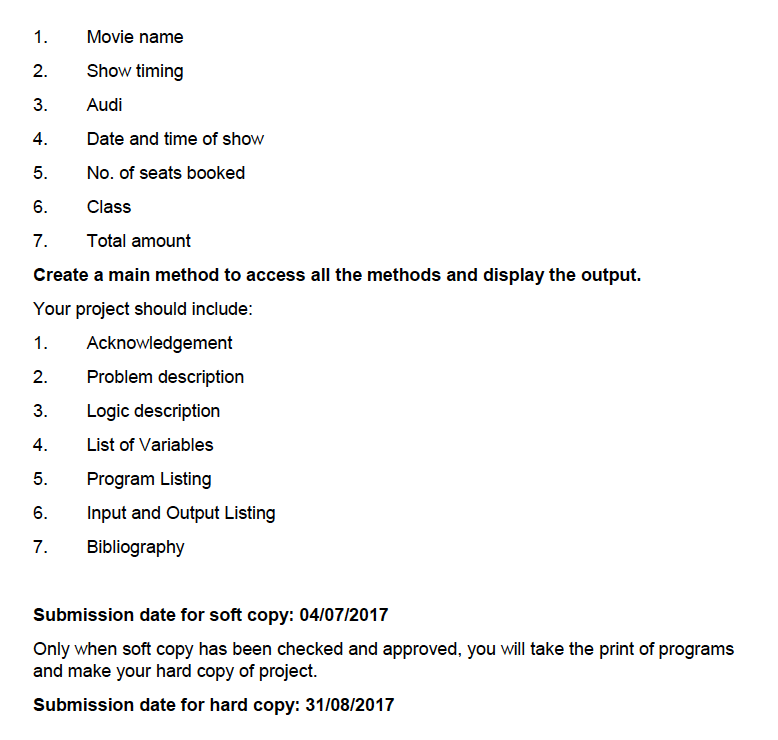 1. Movie name
2. Show timing
3. Audi
4. Date and time of show
5. No. of seats booked
6. Class
7. Total amount
Create a main method to access all the methods and display the output.
Your project should include:
1. Acknowledgement
2. Problem description
3. Logic description
4. List of Variables
5. Program Listing
6. Input and Output Listing
7. Bibliography
Submission date for soft copy: 04/07/2017
Only when soft copy has been checked and approved, you will take the print of programs
and make your hard copy of project.
Submission date for hard copy: 31/08/2017